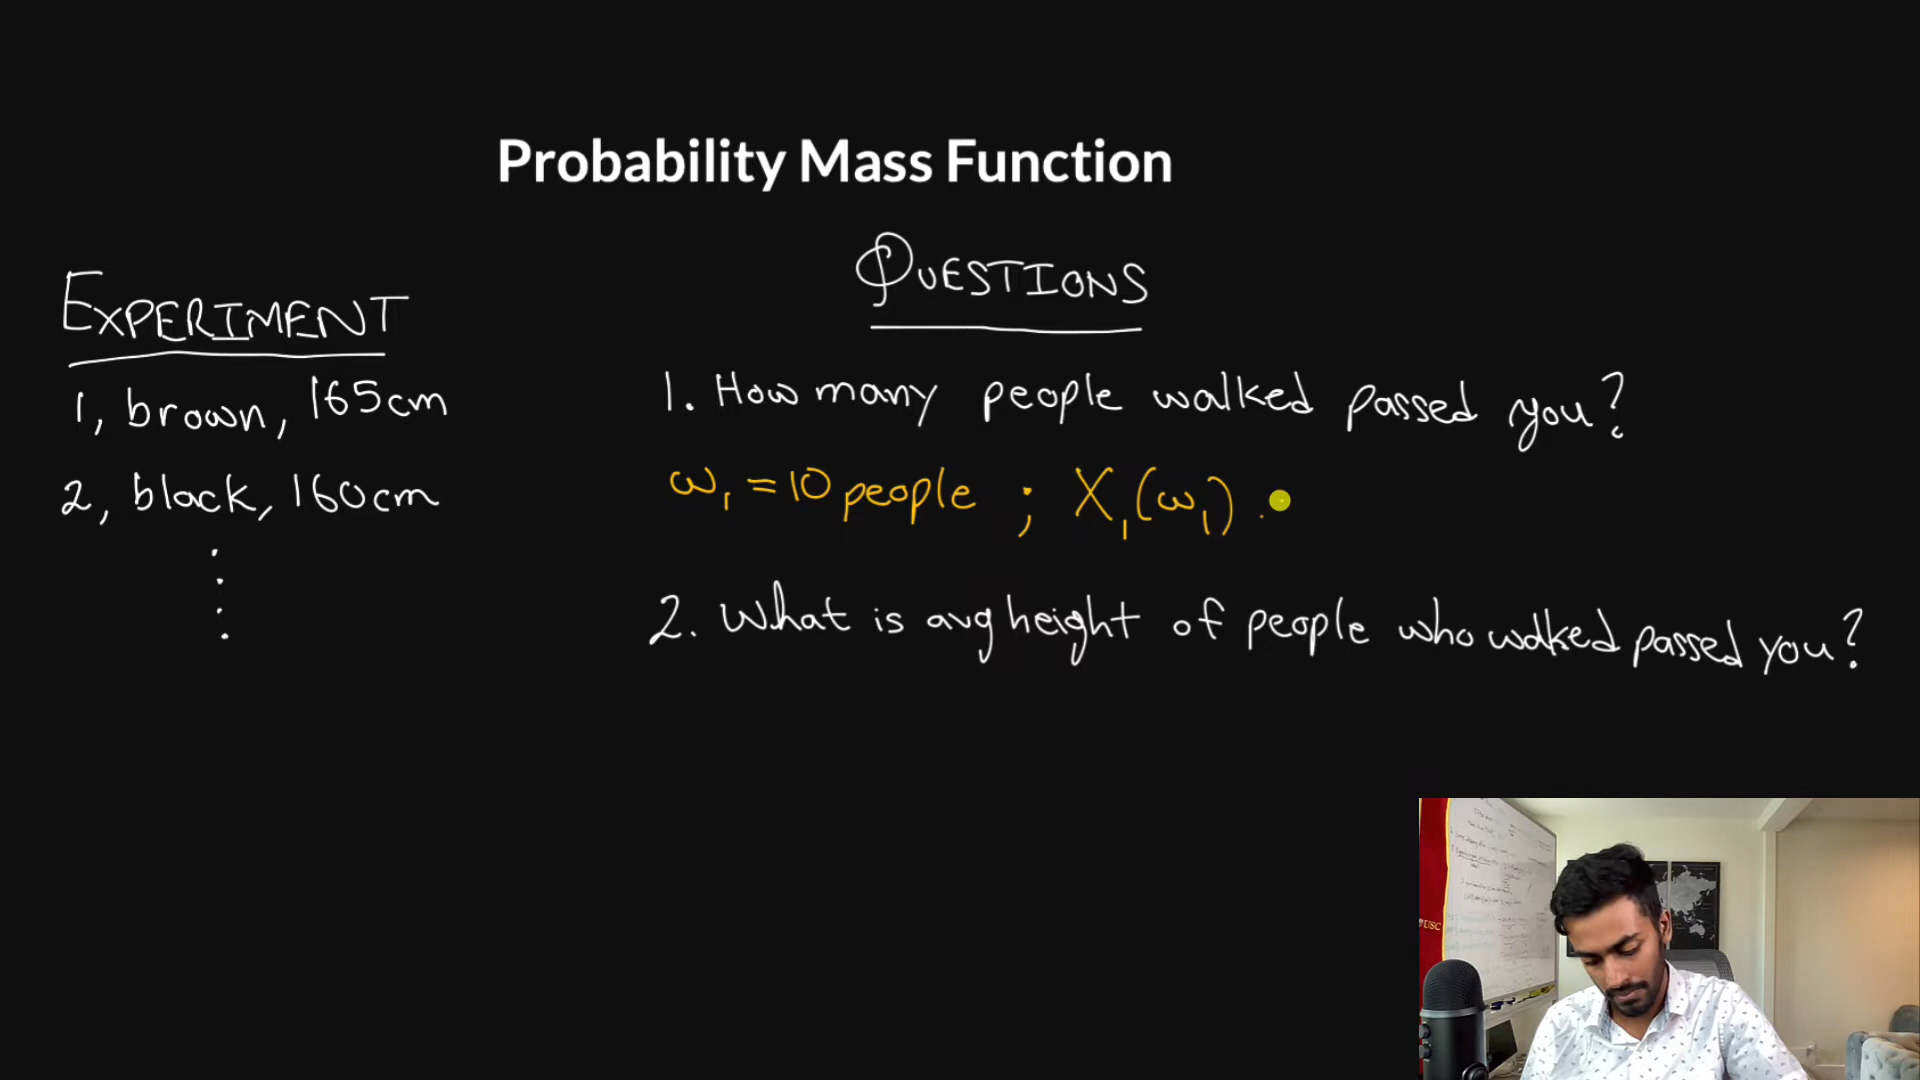 Probability Mass Function
EXPERIMENT
1, brown, 165cm
2, black, 160cm
QUESTIONS
1. How many people walked passed you?
ω₁ = 10 people ; X₁(ω₁)
2. What is avg height of people who walked passed you?
USC